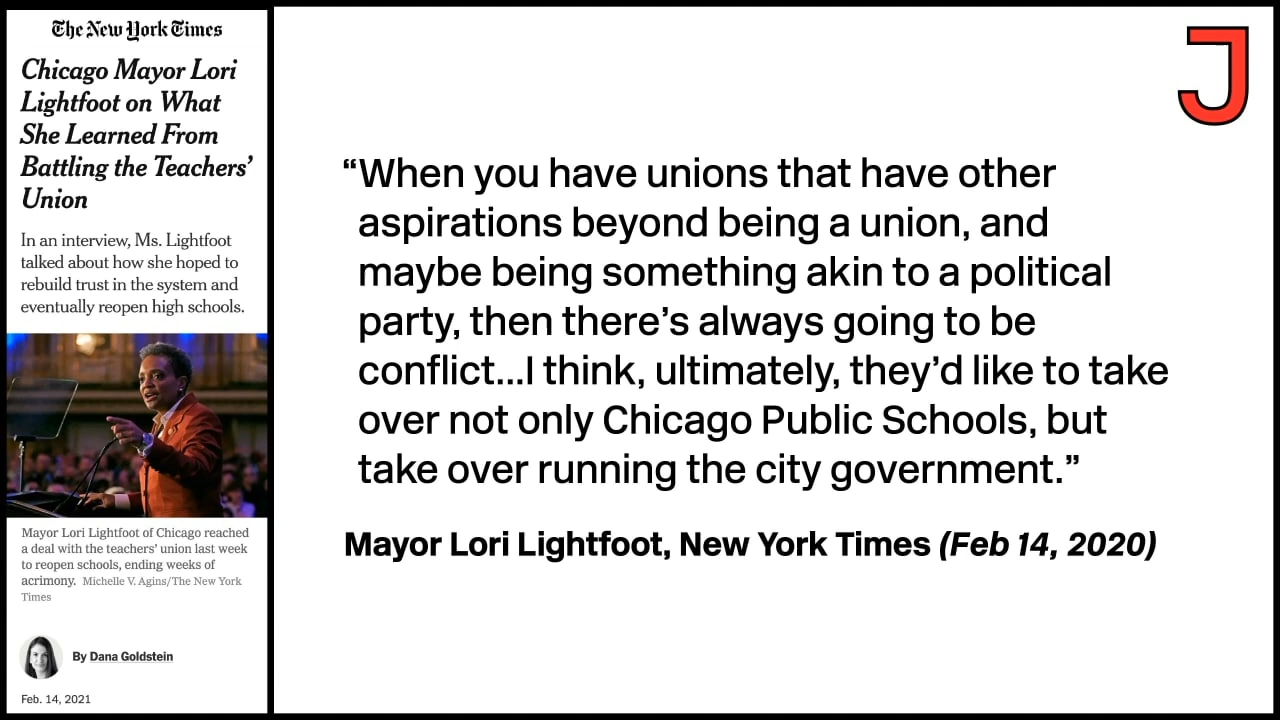 The New York Times
Chicago Mayor Lori
Lightfoot on What
She Learned From
Battling the Teachers’
Union
In an interview, Ms. Lightfoot
talked about how she hoped to
rebuild trust in the system and
eventually reopen high schools.
Mayor Lori Lightfoot of Chicago reached
a deal with the teachers’ union last week
to reopen schools, ending weeks of
acrimony. Michelle V. Agins/The New York
Times
By Dana Goldstein
Feb. 14, 2021
J
“When you have unions that have other
aspirations beyond being a union, and
maybe being something akin to a political
party, then there’s always going to be
conflict...I think, ultimately, they’d like to take
over not only Chicago Public Schools, but
take over running the city government.”
Mayor Lori Lightfoot, New York Times (Feb 14, 2020)